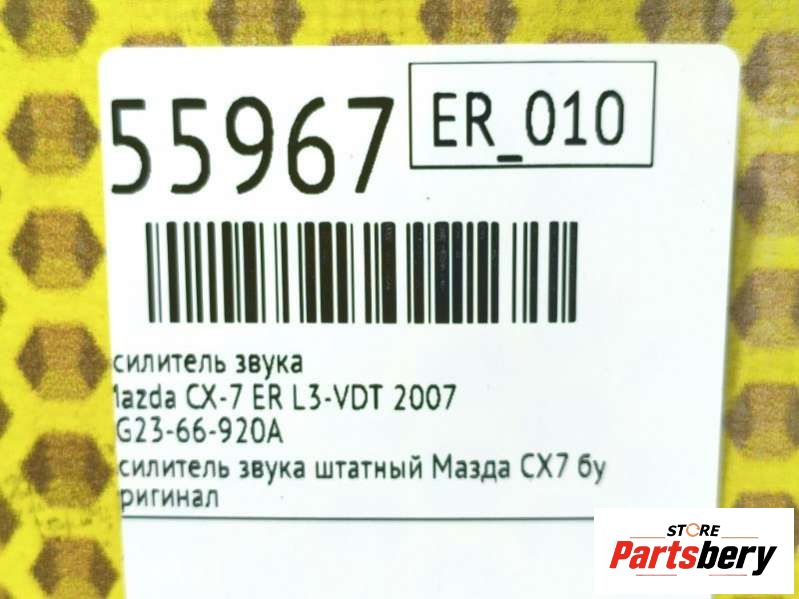 55967
ER_010
силитель звука
Mazda CX-7 ER L3-VDT 2007
G23-66-920A
силитель звука штатный Мазда CX7 бу
ригинал
STORE
Partsbery